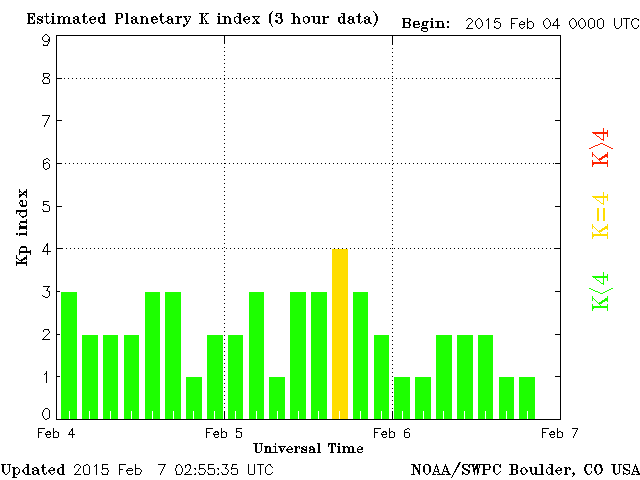 Estimated Planetary K index (3 hour data) Begin: 2015 Feb 04 0000 UTC
9
8
7
6
5
4
3
2
1
0
Kp index
K>4
K=4
K<4
Feb 4 Feb 5 Feb 6 Feb 7
Universal Time
Updated 2015 Feb 7 02:55:35 UTC NOAA/SWPC Boulder, CO USA